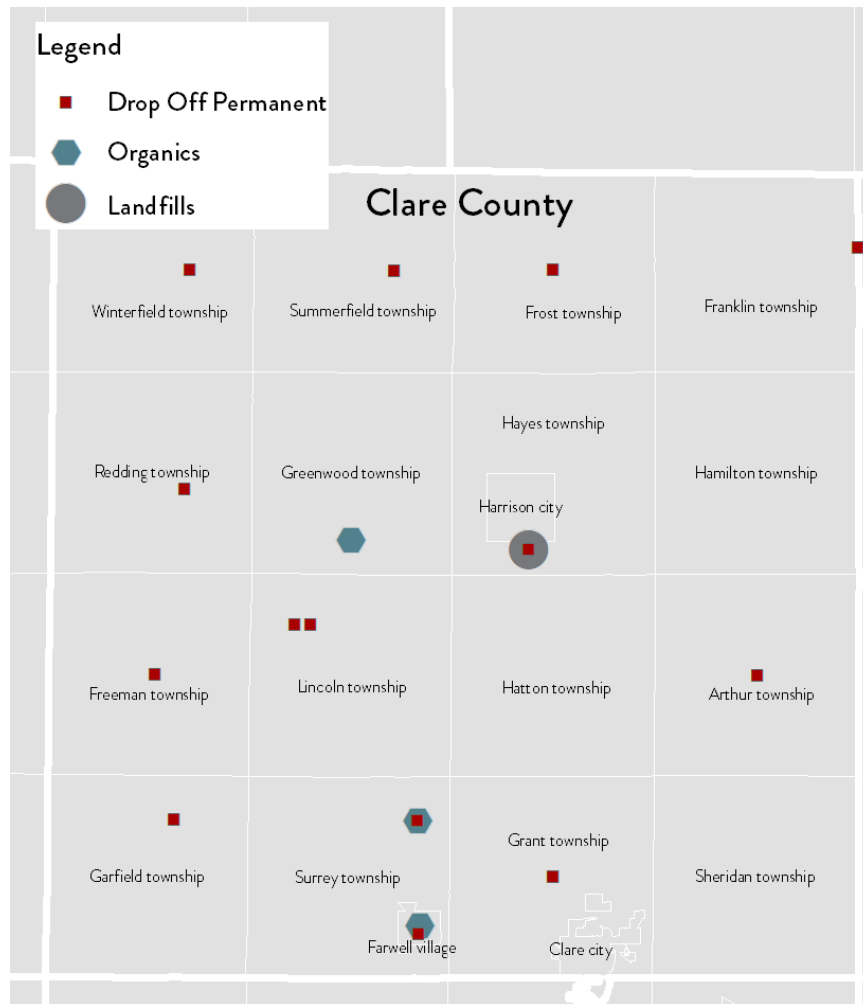 Legend
Drop Off Permanent
Organics
Landfills
Clare County
Winterfield township
Summerfield township
Frost township
Franklin township
Hayes township
Redding township
Greenwood township
Hamilton township
Harrison city
Freeman township
Lincoln township
Hatton township
Arthur township
Grant township
Garfield township
Surrey township
Sheridan township
Farwell village
Clare city